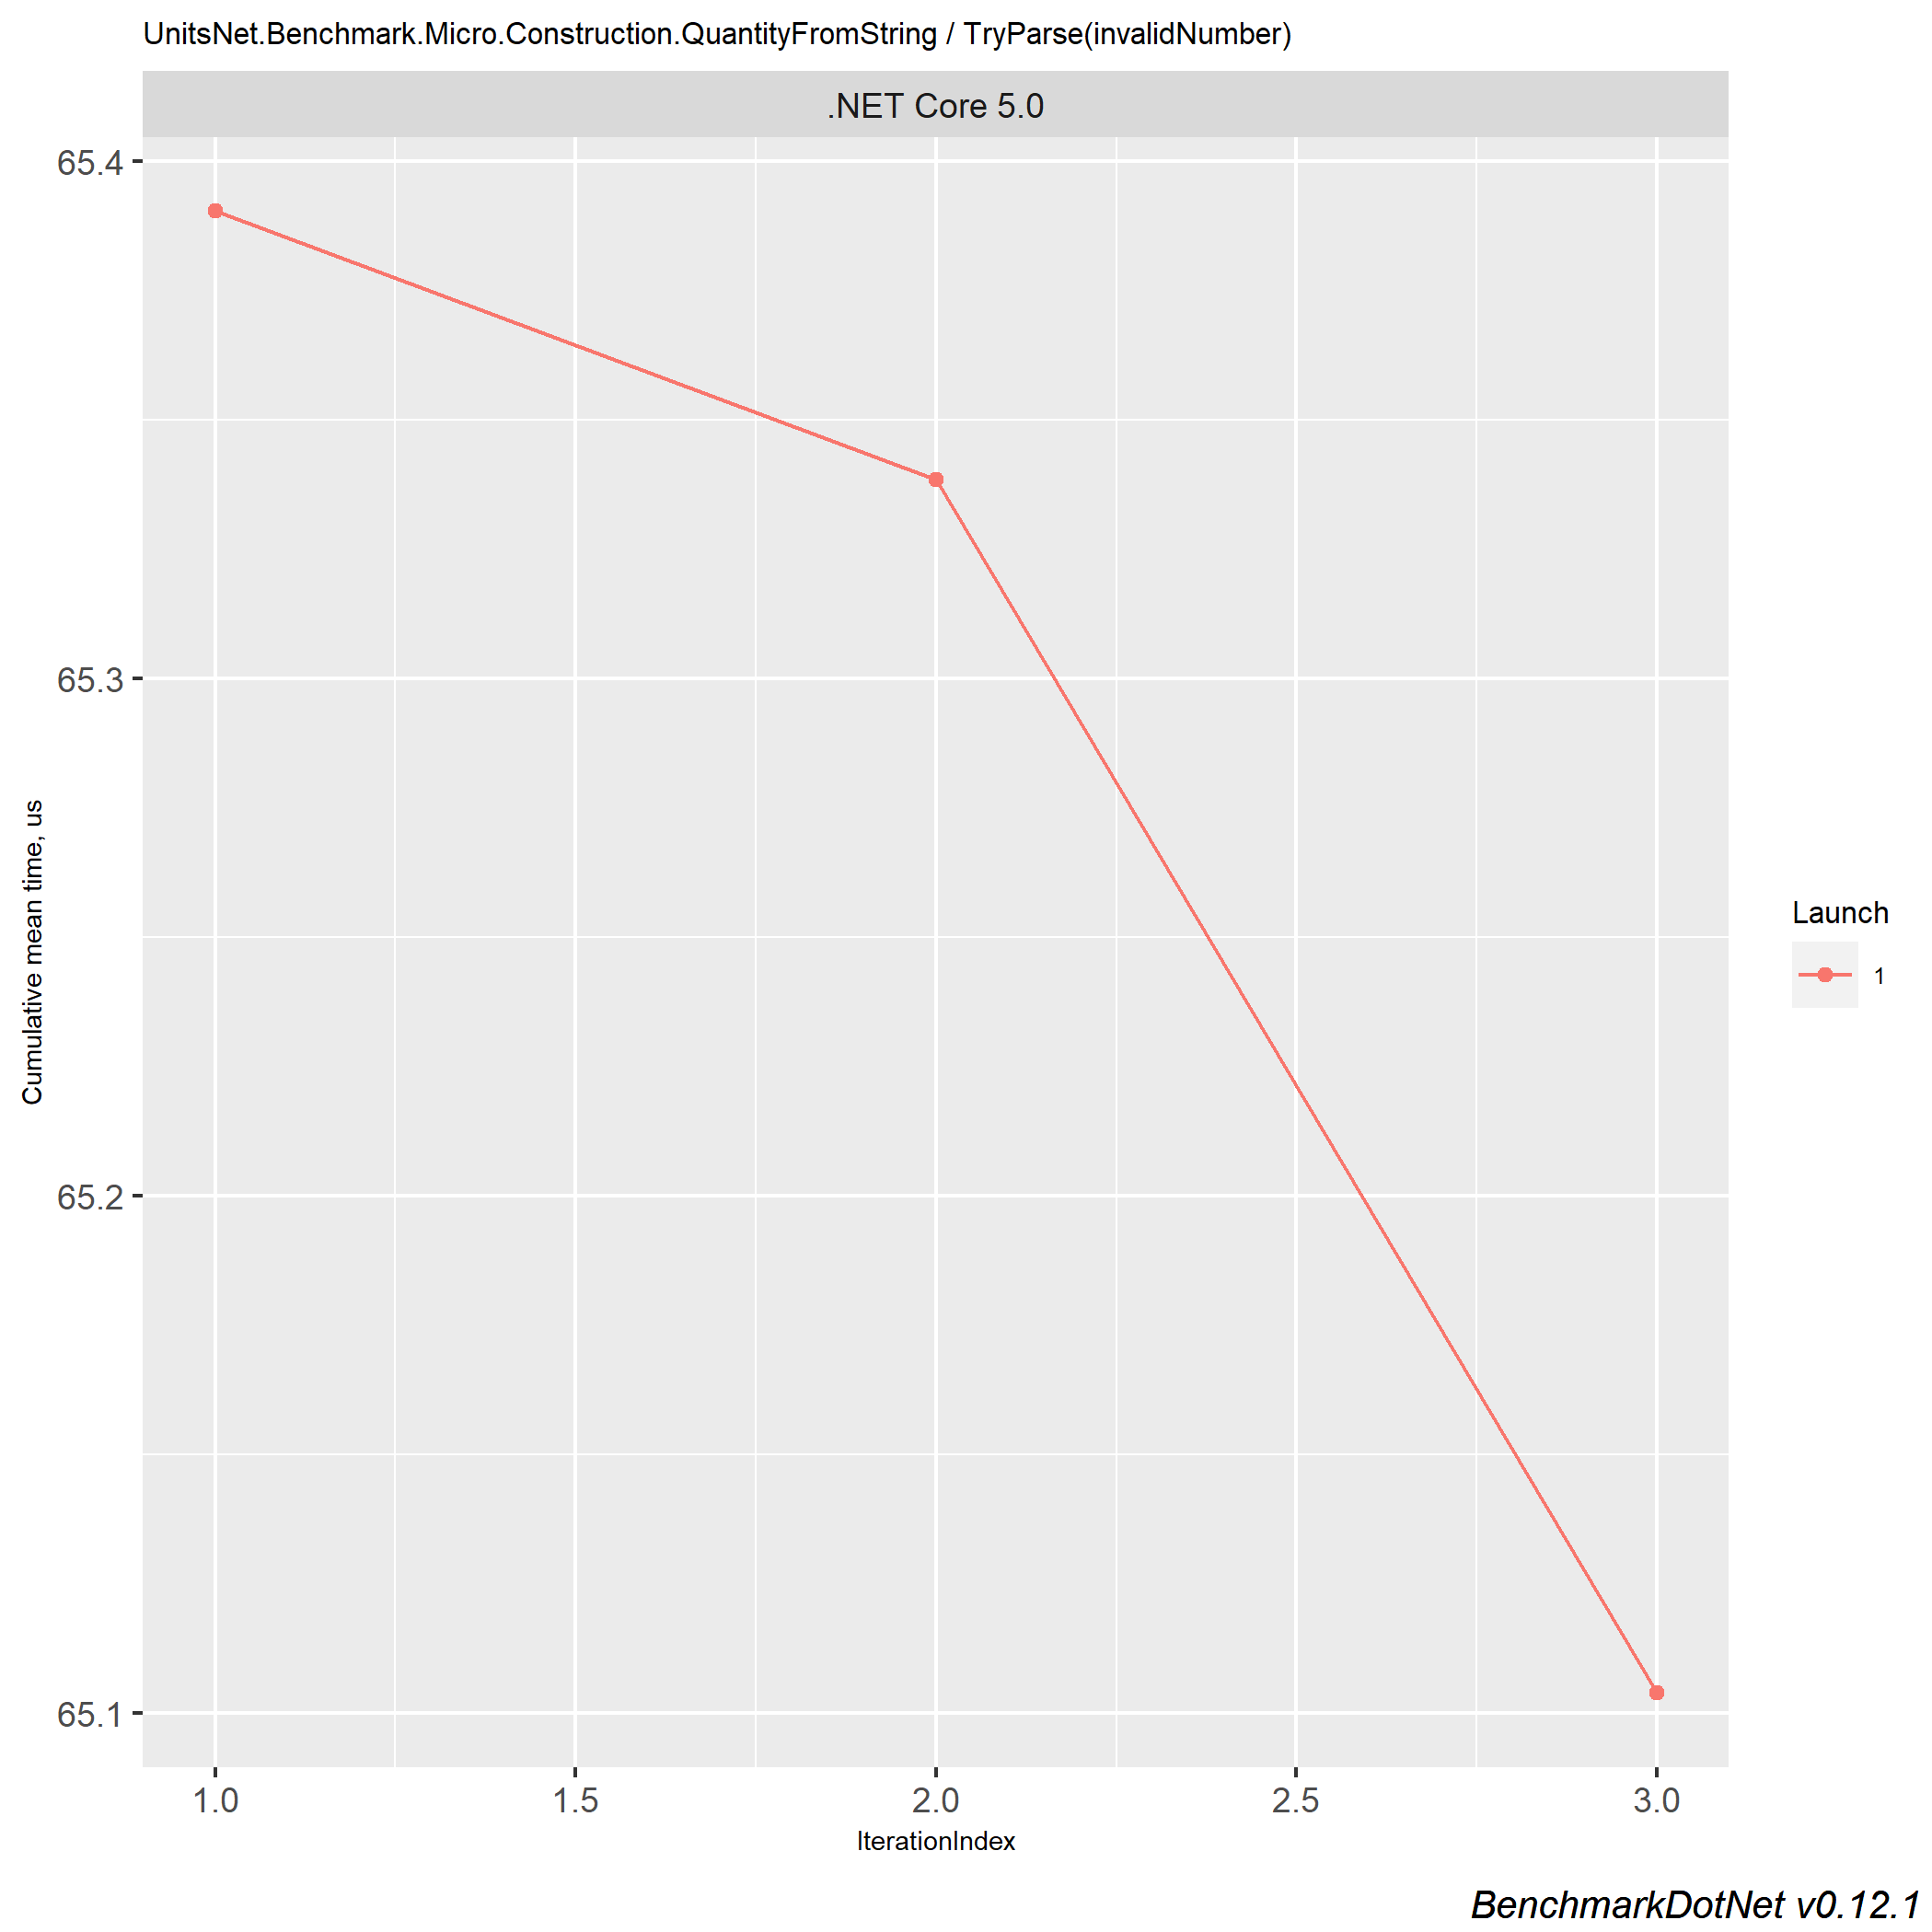 UnitsNet.Benchmark.Micro.Construction.QuantityFromString / TryParse(invalidNumber)
.NET Core 5.0
65.4
65.3
65.2
65.1
Cumulative mean time, us
1.0 1.5 2.0 2.5 3.0
IterationIndex
Launch
1
BenchmarkDotNet v0.12.1